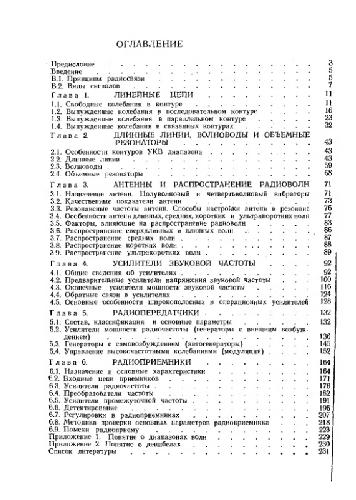 ОГЛАВЛЕНИЕ
Предисловие 3
Введение 5
В.1. Принципы радиосвязи 5
В.2. Виды сигналов 7
Глава 1. ЛИНЕЙНЫЕ ЦЕПИ 11
1.1. Свободные колебания в контуре 11
1.2. Вынужденные колебания в последовательном контуре 16
1.3. Вынужденные колебания в параллельном контуре 23
1.4. Вынужденные колебания в связанных контурах 32
Глава 2. ДЛИННЫЕ ЛИНИИ, ВОЛНОВОДЫ И ОБЪЕМНЫЕ
РЕЗОНАТОРЫ 43
2.1. Особенности контуров УКВ диапазона 43
2.2. Длинные линии 43
2.3. Волноводы 59
2.4. Объемные резонаторы 68
Глава 3. АНТЕННЫ И РАСПРОСТРАНЕНИЕ РАДИОВОЛН 71
3.1. Назначение антенн. Полуволновый и четвертьволновый вибраторы 71
3.2. Качественные показатели антенн 73
3.3. Резонансные частоты антенн. Способы настройки антенн в резонанс 76
3.4. Особенности антенн длинных, средних, коротких и ультракоротких волн 77
3.5. Факторы, влияющие на распространение радиоволн 83
3.6. Распространение сверхдлинных и длинных волн 86
3.7. Распространение средних волн 87
3.8. Распространение коротких волн 88
3.9. Распространение ультракоротких волн 89
Глава 4. УСИЛИТЕЛИ ЗВУКОВОЙ ЧАСТОТЫ 92
4.1. Общие сведения об усилителях 92
4.2. Предварительные усилители напряжения звуковой частоты 100
4.3. Оконечные усилители мощности звуковой частоты 116
4.4. Обратные связи в усилителях 124
4.5. Основные особенности широкополосных и операционных усилителей 128
Глава 5. РАДИОПЕРЕДАТЧИКИ 132
5.1. Состав, классификация и основные параметры 132
5.2. Усилители мощности радиочастоты (генераторы с внешним возбуждением) 136
5.3. Генераторы с самовозбуждением (автогенераторы) 145
5.4. Управление высокочастотными колебаниями (модуляция) 152
Глава 6. РАДИОПРИЕМНИКИ 164
6.1. Назначение и основные характеристики 164
6.2. Входные цепи приемников 171
6.3. Усилители радиочастоты 178
6.4. Преобразователи частоты 182
6.5. Усилители промежуточной частоты 191
6.6. Детектирование 196
6.7. Регулировки в радиоприемниках 207
6.8. Методика проверки основных параметров радиоприемника 218
6.9. Помехи радиоприему 223
Приложение 1. Понятие о диапазонах волн 229
Приложение 2. Понятие о децибелах 230
Список литературы 231